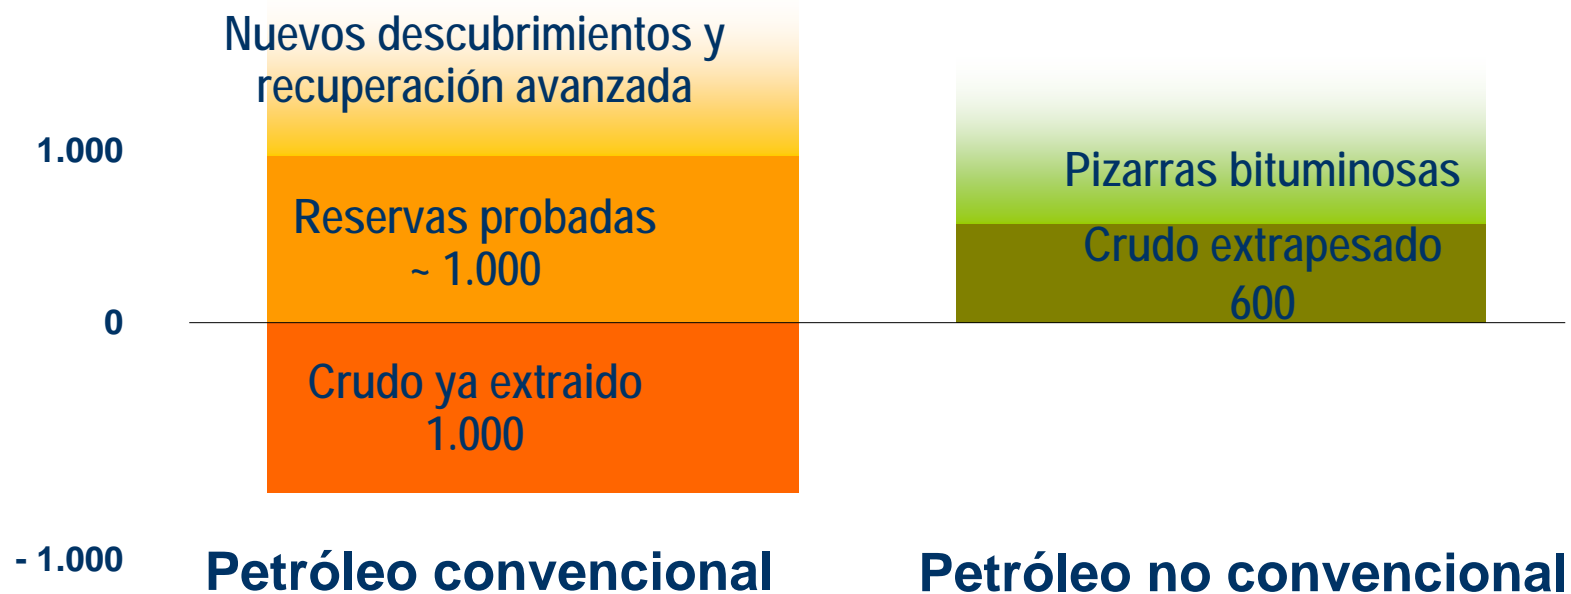 Nuevos descubrimientos y
recuperación avanzada
1.000
Reservas probadas
~ 1.000
0
Crudo ya extraido
1.000
- 1.000
Petróleo convencional
Pizarras bituminosas
Crudo extrapesado
600
Petróleo no convencional